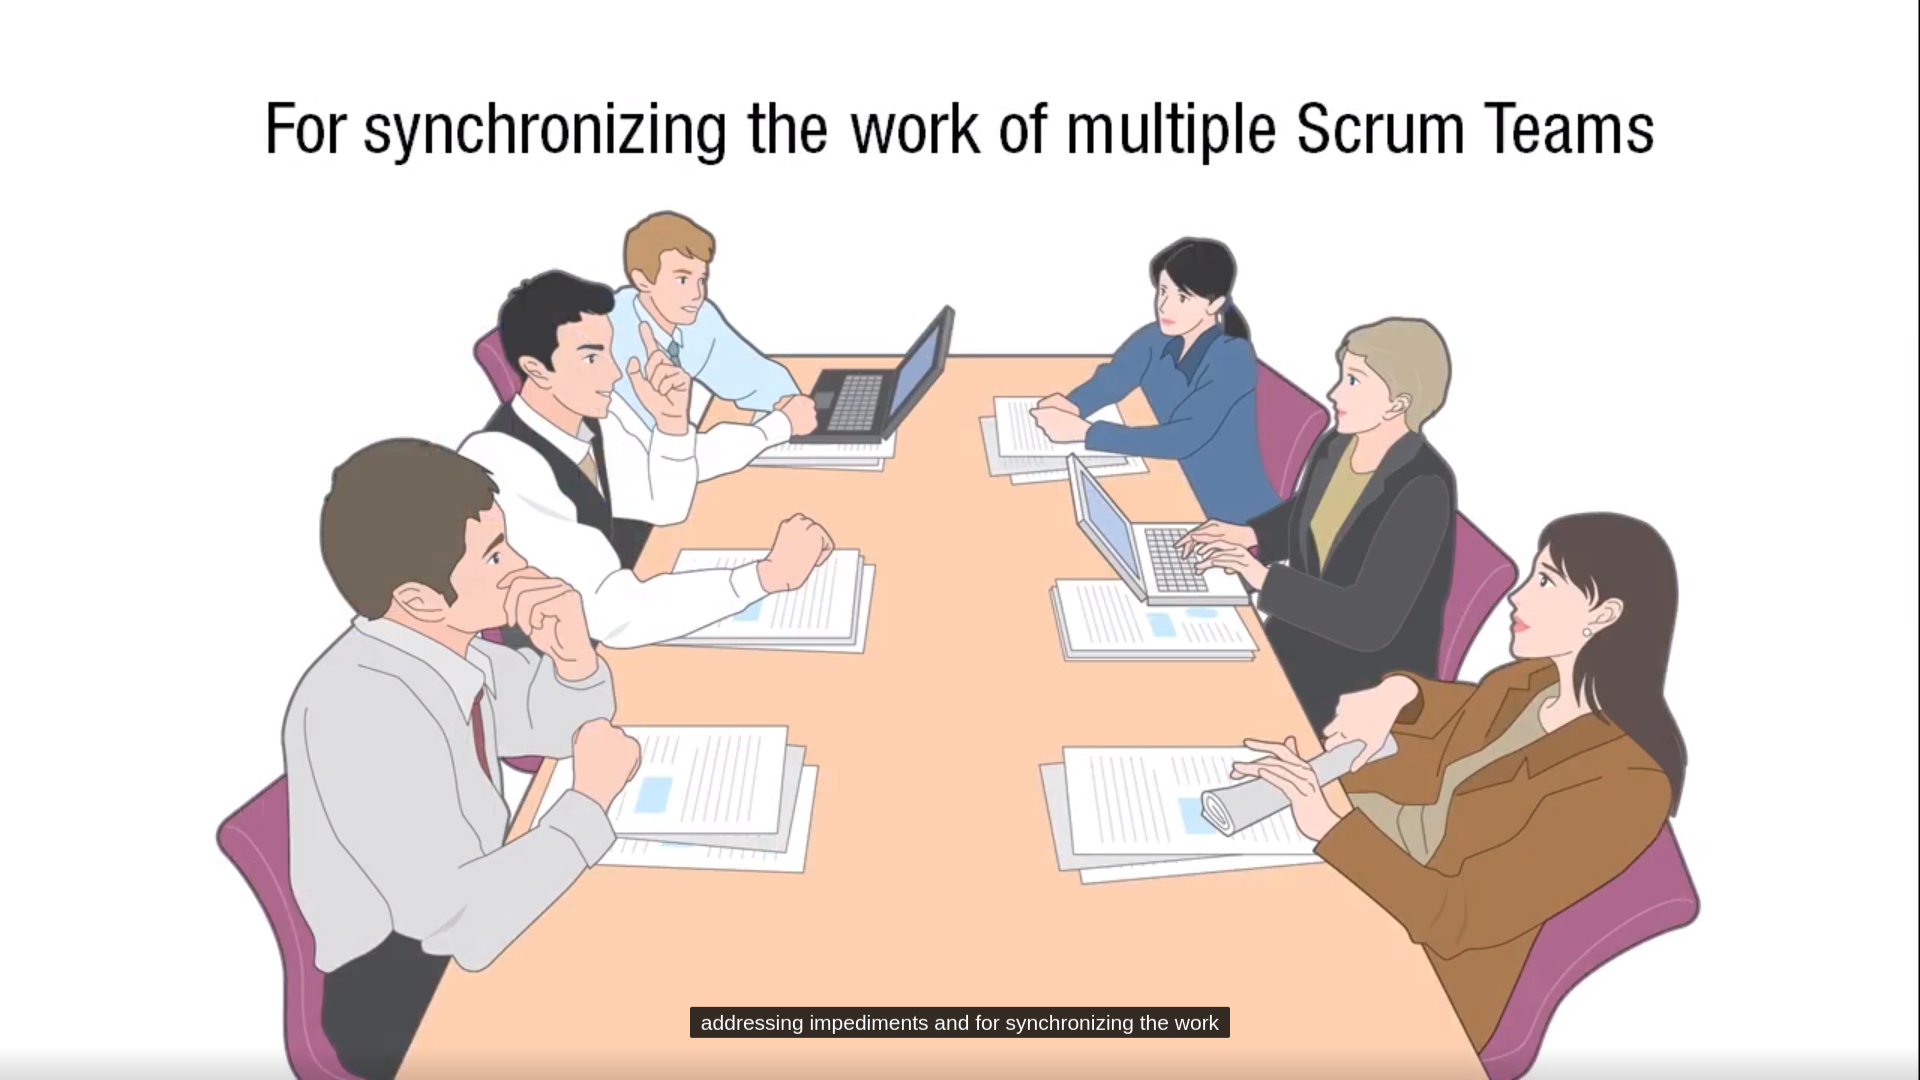 For synchronizing the work of multiple Scrum Teams
addressing impediments and for synchronizing the work